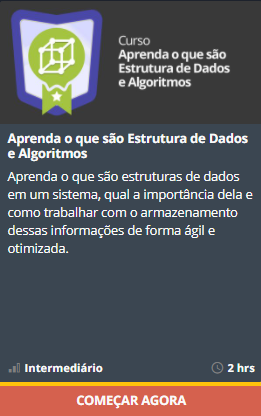 Curso
Aprenda o que são
Estrutura de Dados
e Algoritmos
Aprenda o que são Estrutura de Dados
e Algoritmos
Aprenda o que são estruturas de dados
em um sistema, qual a importância dela e
como trabalhar com o armazenamento
dessas informações de forma ágil e
otimizada.
Intermediário
2 hrs
COMEÇAR AGORA